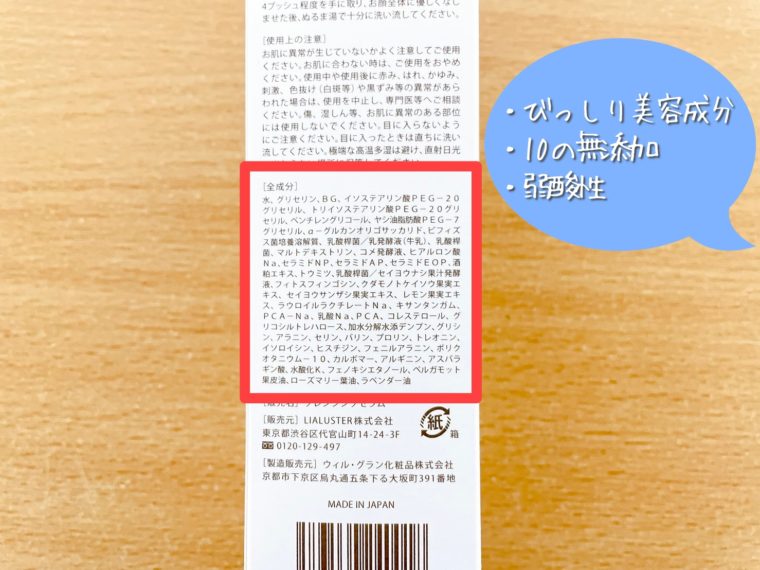 4プッシュ程度を手に取り、お顔全体に優しくなじ
ませた後、ぬるま湯で十分に洗い流してください。
[使用上の注意]
お肌に異常が生じていないかよく注意してご使用
ください。お肌に合わない時は、ご使用をおやめ
ください。使用中や使用後に赤み、はれ、かゆみ、
刺激、色抜け(白斑等)や黒ずみ等の異常があら
われた場合は、使用を中止し、専門医等へご相談
ください。傷、湿しん等、お肌に異常のある部位
には使用しないでください。目に入らないように
ご注意ください。目に入ったときは直ちに洗い
流してください。極端な高温多湿は避け、直射日光
[全成分]
水、グリセリン、BG、イソステアリン酸PEG-20
グリセリル、トリイソステアリン酸PEG-20グリ
セリル、ペンチレングリコール、ヤシ油脂肪酸PEG-7
グリセリル、α-グルカンオリゴサッカリド、ビフィズ
ス菌培養溶解質、乳酸桿菌/乳発酵液(牛乳)、乳酸桿
菌、マルトデキストリン、コメ発酵液、ヒアルロン酸
Na、セラミドNP、セラミドAP、セラミドEOP、酒
粕エキス、トウミツ、乳酸桿菌/セイヨウナシ果汁発酵
液、フィトスフィンゴシン、クダモノトケイソウ果実エ
キス、セイヨウサンザシ果実エキス、レモン果実エキ
ス、ラウロイルラクチレートNa、キサンタンガム、
PCA-Na、乳酸Na、PCA、コレステロール、グ
リコシルトレハロース、加水分解水添デンプン、グリシ
ン、アラニン、セリン、バリン、プロリン、トレオニン、
イソロイシン、ヒスチジン、フェニルアラニン、ポリク
オタニウム-10、カルボマー、アルギニン、アスパラ
ギン酸、水酸化K、フェノキシエタノール、ベルガモット
果皮油、ローズマリー葉油、ラベンダー油
[販売名]クレンジングセラム
[販売元]LIALUSTER株式会社
東京都渋谷区代官山町14-24-3F
0120-129-497
[製造販売元]ウィル・グラン化粧品株式会社
京都市下京区烏丸通五条下る大坂町391番地
紙
箱
MADE IN JAPAN
・びっしり美容成分
・10の無添加
・弱酸性